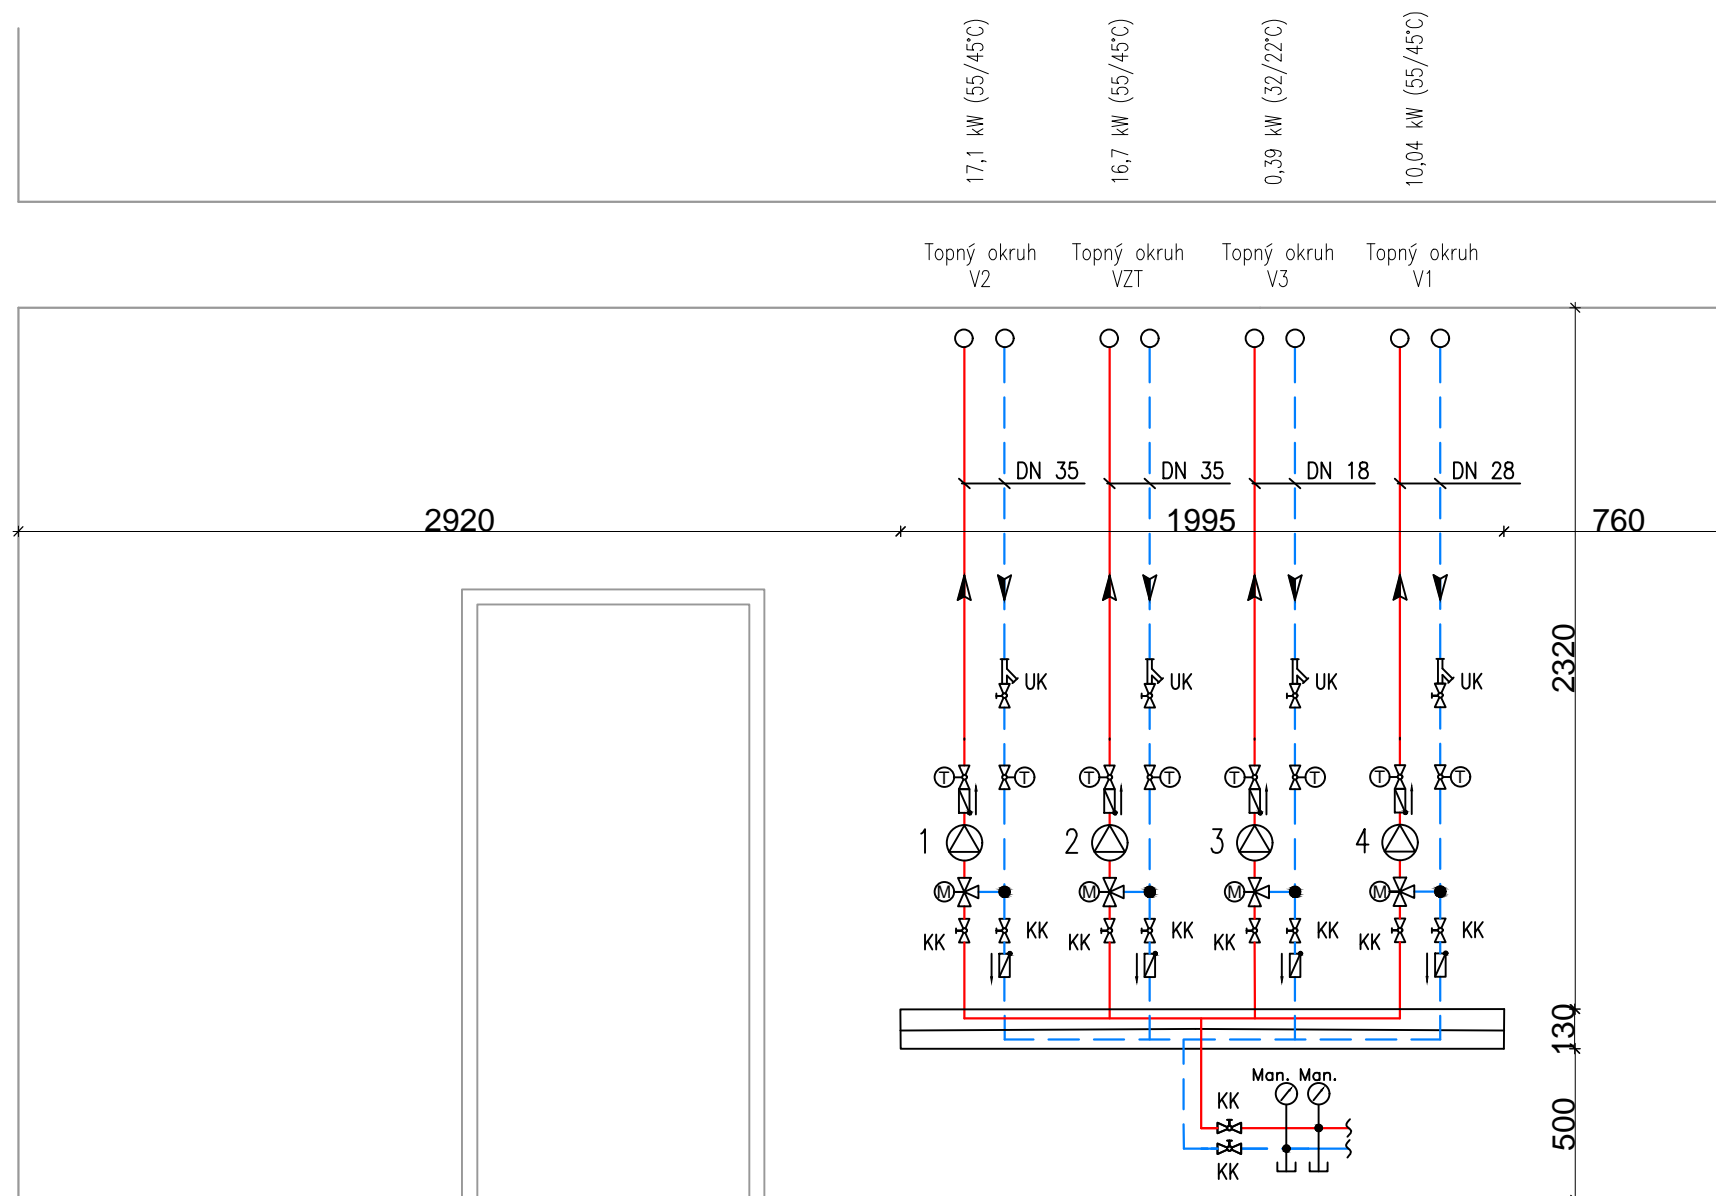 17,1 kW (55/45°C)
16,7 kW (55/45°C)
0,39 kW (32/22°C)
10,04 kW (55/45°C)
Topný okruh
V2
Topný okruh
VZT
Topný okruh
V3
Topný okruh
V1
DN 35
DN 35
DN 18
DN 28
2920
1995
760
2320
UK
UK
UK
UK
T
T
T
T
T
T
T
T
1
2
3
4
M
M
M
M
KK
KK
KK
KK
KK
KK
KK
KK
130
Man. Man.
KK
KK
500